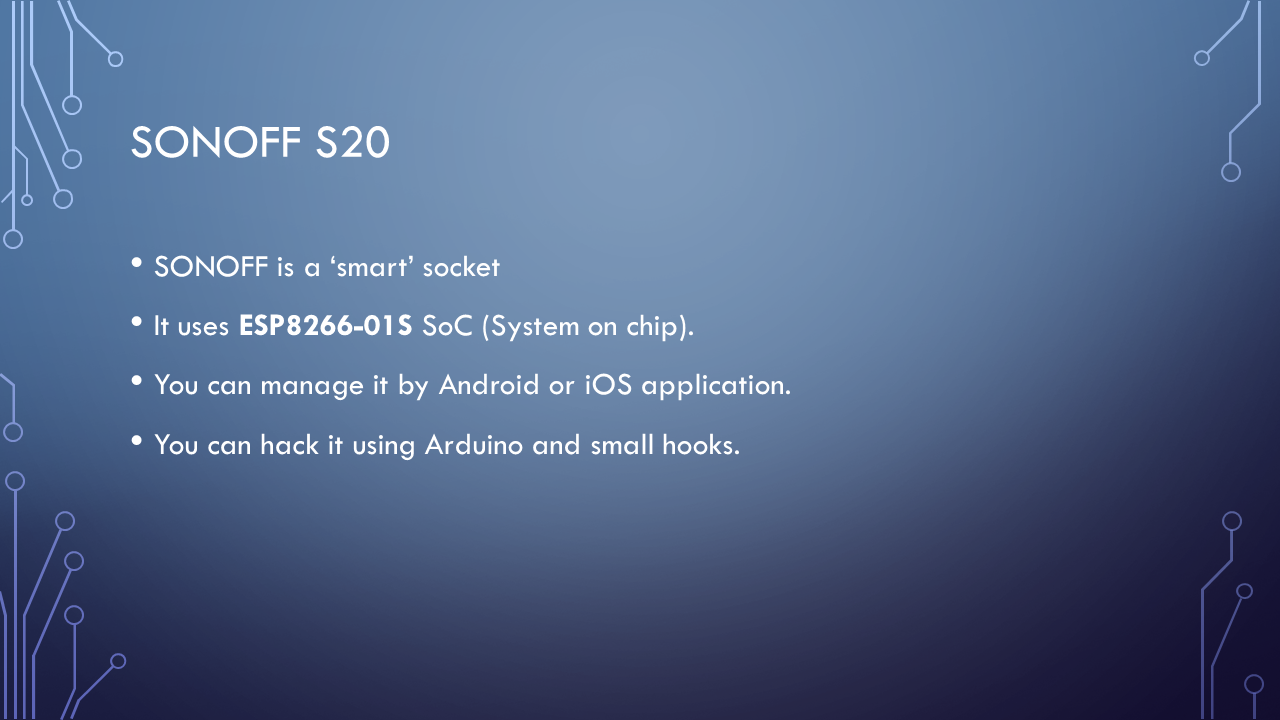 SONOFF S20
• SONOFF is a ‘smart’ socket
• It uses ESP8266-01S SoC (System on chip).
• You can manage it by Android or iOS application.
• You can hack it using Arduino and small hooks.